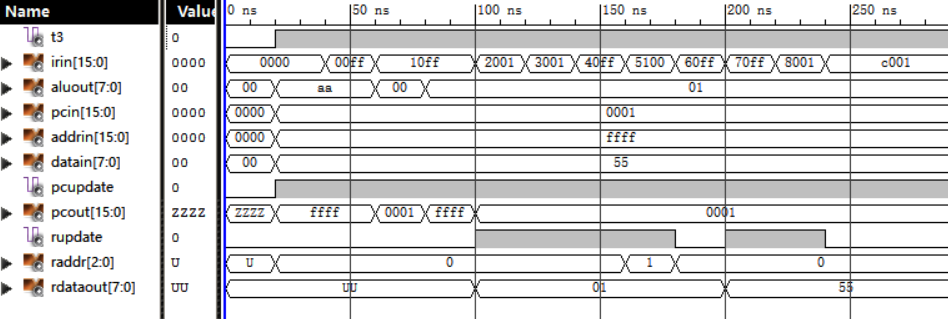 Name Value 0 ns 50 ns 100 ns 150 ns 200 ns 250 ns
t3 0
irin[15:0] 0000 0000 00ff 10ff 2001 3001 40ff 5100 60ff 70ff 8001 c001
aluout[7:0] 00 00 aa 00 01
pcin[15:0] 0000 0000 0001
addrin[15:0] 0000 0000 ffff
datain[7:0] 00 00 55
pcupdate 0
pcout[15:0] ZZZZ ZZZZ ffff 0001 ffff 0001
rupdate 0
raddr[2:0] U U 0 1 0
rdataout[7:0] UU UU 01 55